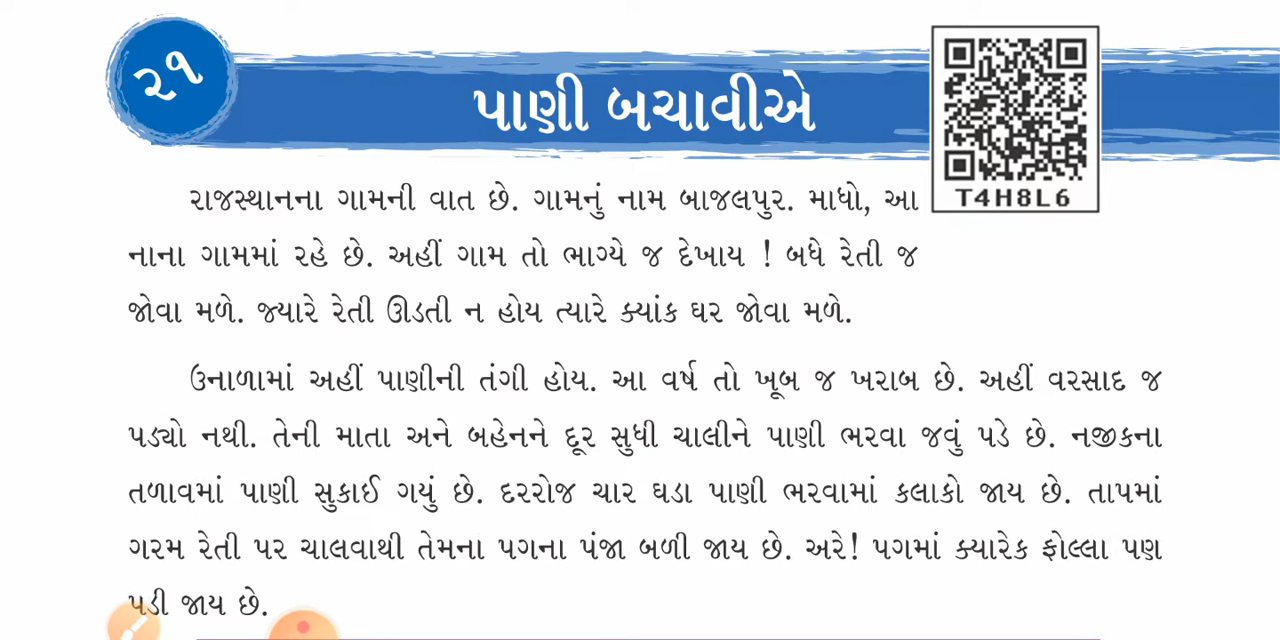 ૨૧
પાણી બચાવીએ
T4H8L6
રાજસ્થાનના ગામની વાત છે. ગામનું નામ બાજલપુર. માધો, આ
નાના ગામમાં રહે છે. અહીં ગામ તો ભાગ્યે જ દેખાય ! બધે રેતી જ
જોવા મળે. જ્યારે રેતી ઊડતી ન હોય ત્યારે ક્યાંક ઘર જોવા મળે.
ઉનાળામાં અહીં પાણીની તંગી હોય. આ વર્ષ તો ખૂબ જ ખરાબ છે. અહીં વરસાદ જ
પડ્યો નથી. તેની માતા અને બહેનને દૂર સુધી ચાલીને પાણી ભરવા જવું પડે છે. નજીકના
તળાવમાં પાણી સુકાઈ ગયું છે. દરરોજ ચાર ઘડા પાણી ભરવામાં કલાકો જાય છે. તાપમાં
ગરમ રેતી પર ચાલવાથી તેમના પગના પંજા બળી જાય છે. અરે! પગમાં ક્યારેક ફોલ્લા પણ
પડી જાય છે.